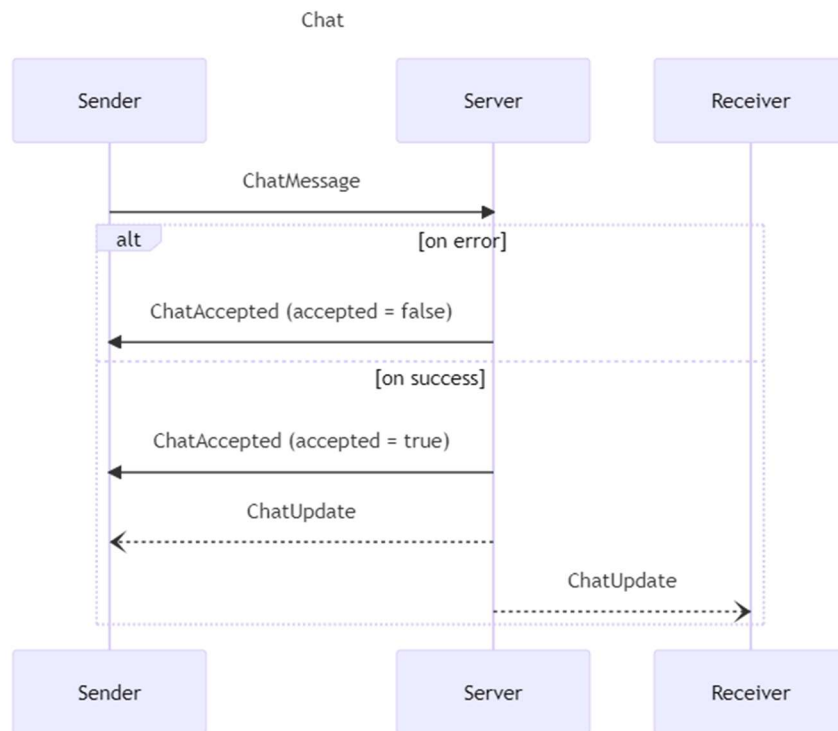 Chat
Sender Server Receiver
ChatMessage
alt [on error]
ChatAccepted (accepted = false)
[on success]
ChatAccepted (accepted = true)
ChatUpdate
ChatUpdate
Sender Server Receiver